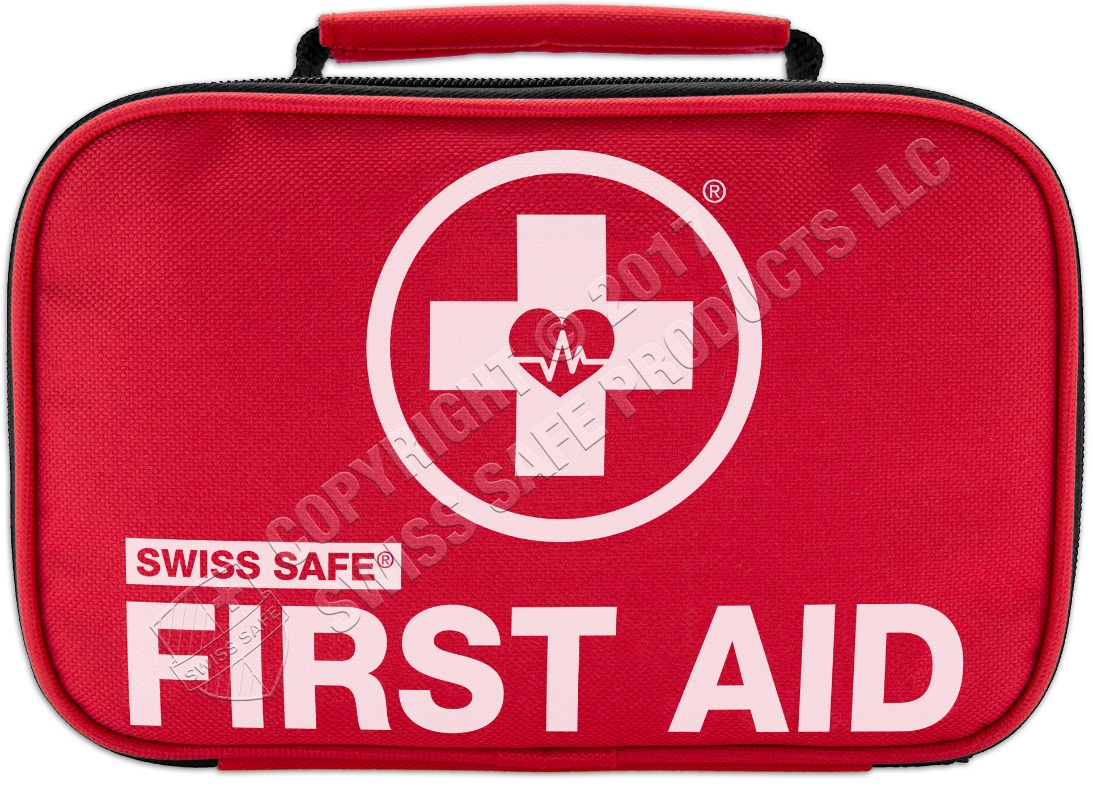 ®
COPYRIGHT © 2017
SWISS SAFE PRODUCTS LLC
SWISS SAFE®
FIRST AID
SWISS SAFE